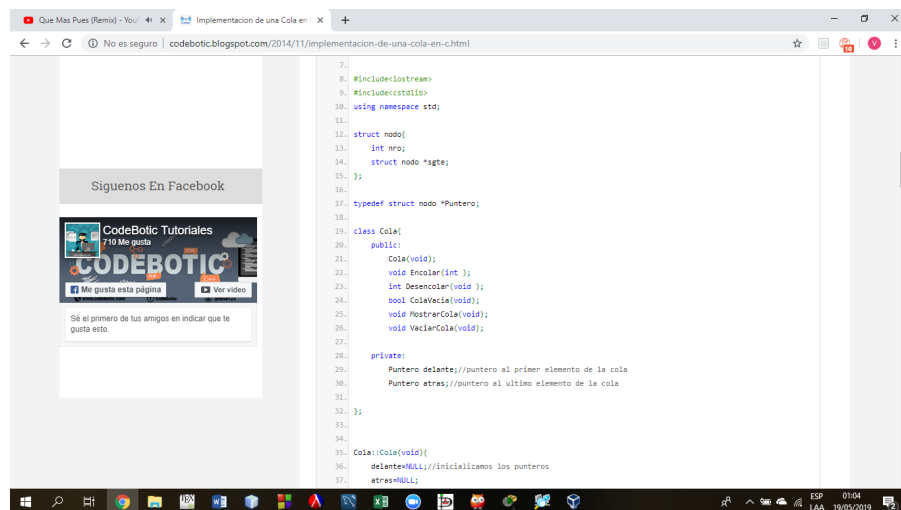 Que Mas Pues (Remix) - You
Implementacion de una Cola en
No es seguro | codebotic.blogspot.com/2014/11/implementacion-de-una-cola-en-c.html
10
V
Siguenos En Facebook
CodeBotic Tutoriales
710 Me gusta
CODEBOTIC
C++
Me gusta esta página
Ver video
Sé el primero de tus amigos en indicar que te
gusta esto.
7.
8. #include<iostream>
9. #include<cstdlib>
10. using namespace std;
11.
12. struct nodo{
13. int nro;
14. struct nodo *sgte;
15. };
16.
17. typedef struct nodo *Puntero;
18.
19. class Cola{
20. public:
21. Cola(void);
22. void Encolar(int );
23. int Desencolar(void );
24. bool ColaVacia(void);
25. void MostrarCola(void);
26. void VaciarCola(void);
27.
28. private:
29. Puntero delante;//puntero al primer elemento de la cola
30. Puntero atras;//puntero al ultimo elemento de la cola
31.
32. };
33.
34.
35. Cola::Cola(void){
36. delante=NULL;//inicializamos los punteros
37. atras=NULL;
ESP 01:04
LAA 19/05/2019
2